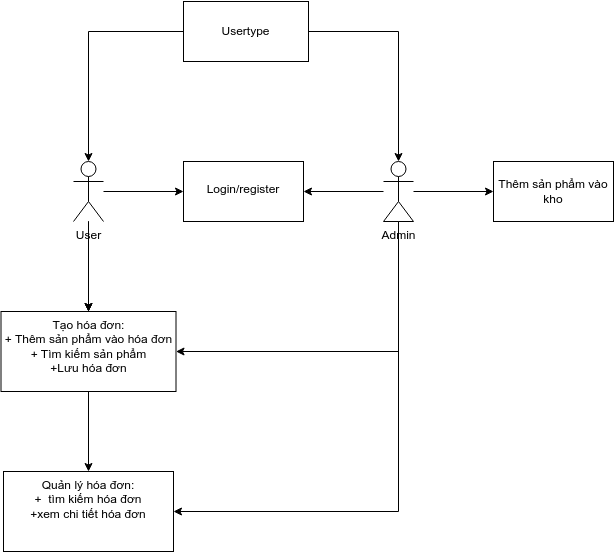 Usertype
Login/register
Thêm sản phẩm vào
kho
User
Admin
Tạo hóa đơn:
+ Thêm sản phẩm vào hóa đơn
+ Tìm kiếm sản phẩm
+Lưu hóa đơn
Quản lý hóa đơn:
+ tìm kiếm hóa đơn
+xem chi tiết hóa đơn